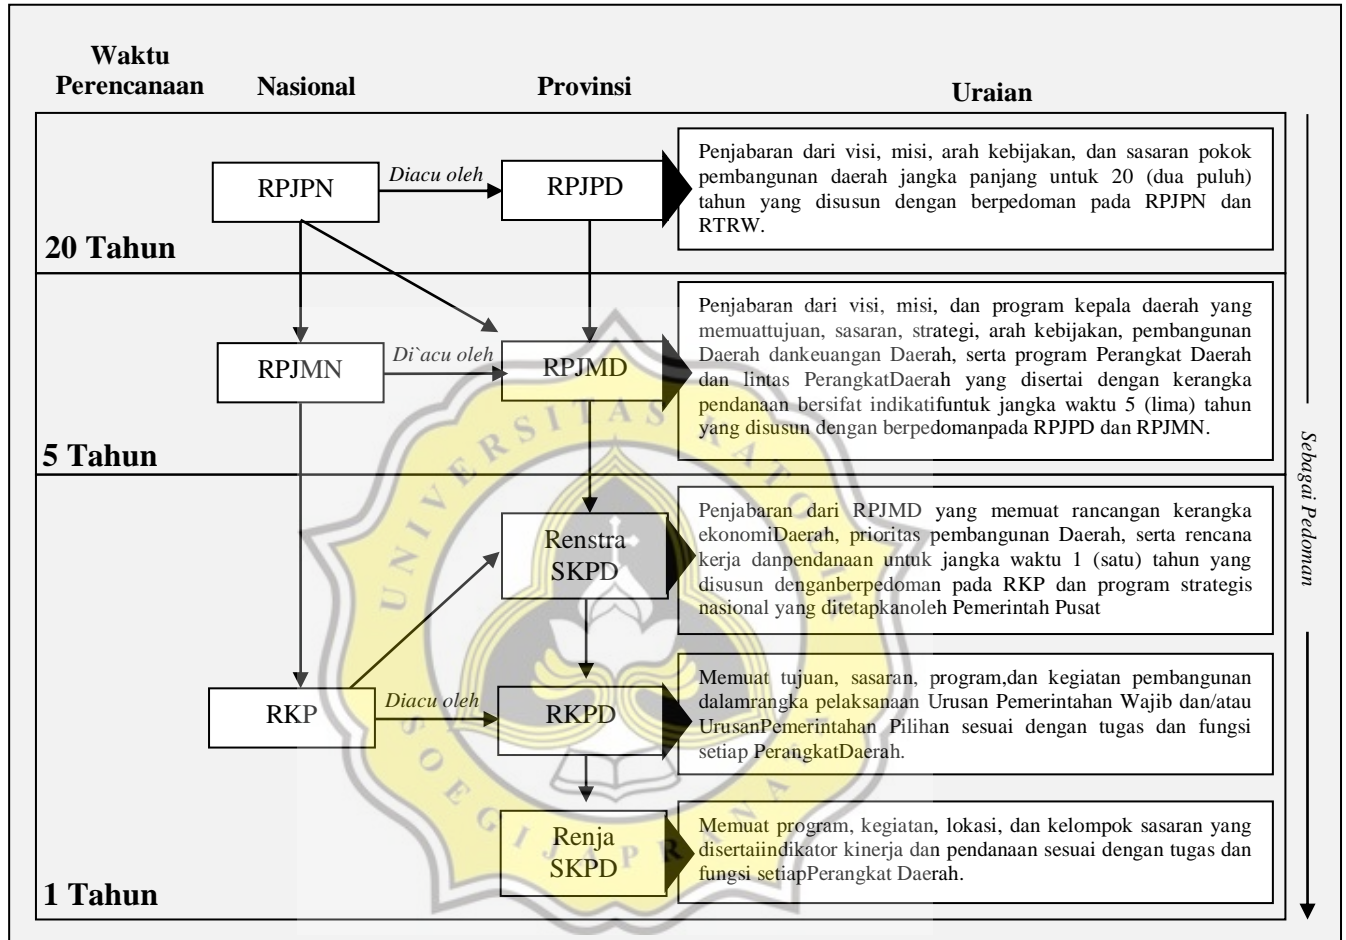 Waktu
Perencanaan
Nasional
Provinsi
Uraian
RPJPN
Diacu oleh
RPJPD
Penjabaran dari visi, misi, arah kebijakan, dan sasaran pokok
pembangunan daerah jangka panjang untuk 20 (dua puluh)
tahun yang disusun dengan berpedoman pada RPJPN dan
RTRW.
20 Tahun
RPJMN
Di`acu oleh
RPJMD
Penjabaran dari visi, misi, dan program kepala daerah yang
memuattujuan, sasaran, strategi, arah kebijakan, pembangunan
Daerah dankeuangan Daerah, serta program Perangkat Daerah
dan lintas PerangkatDaerah yang disertai dengan kerangka
pendanaan bersifat indikatifuntuk jangka waktu 5 (lima) tahun
yang disusun dengan berpedomanpada RPJPD dan RPJMN.
5 Tahun
Renstra
SKPD
Penjabaran dari RPJMD yang memuat rancangan kerangka
ekonomiDaerah, prioritas pembangunan Daerah, serta rencana
kerja danpendanaan untuk jangka waktu 1 (satu) tahun yang
disusun denganberpedoman pada RKP dan program strategis
nasional yang ditetapkanoleh Pemerintah Pusat
RKP
Diacu oleh
RKPD
Memuat tujuan, sasaran, program,dan kegiatan pembangunan
dalamrangka pelaksanaan Urusan Pemerintahan Wajib dan/atau
UrusanPemerintahan Pilihan sesuai dengan tugas dan fungsi
setiap PerangkatDaerah.
Renja
SKPD
Memuat program, kegiatan, lokasi, dan kelompok sasaran yang
disertaiindikator kinerja dan pendanaan sesuai dengan tugas dan
fungsi setiapPerangkat Daerah.
1 Tahun
Sebagai Pedoman
UNIVERSITAS KATOLIK
SOEGIJAPRANATA